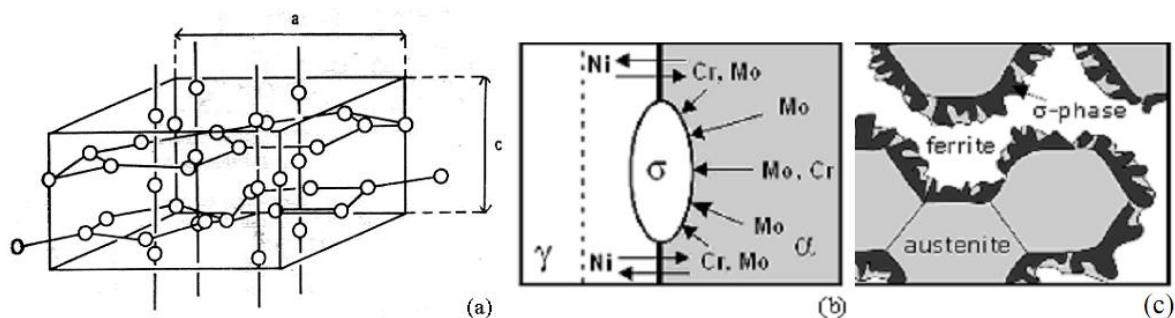 a
c
(a)
Ni
Cr, Mo
Mo
σ
Mo, Cr
Mo
α
γ
Ni
Cr, Mo
(b)
σ-phase
ferrite
austenite
(c)